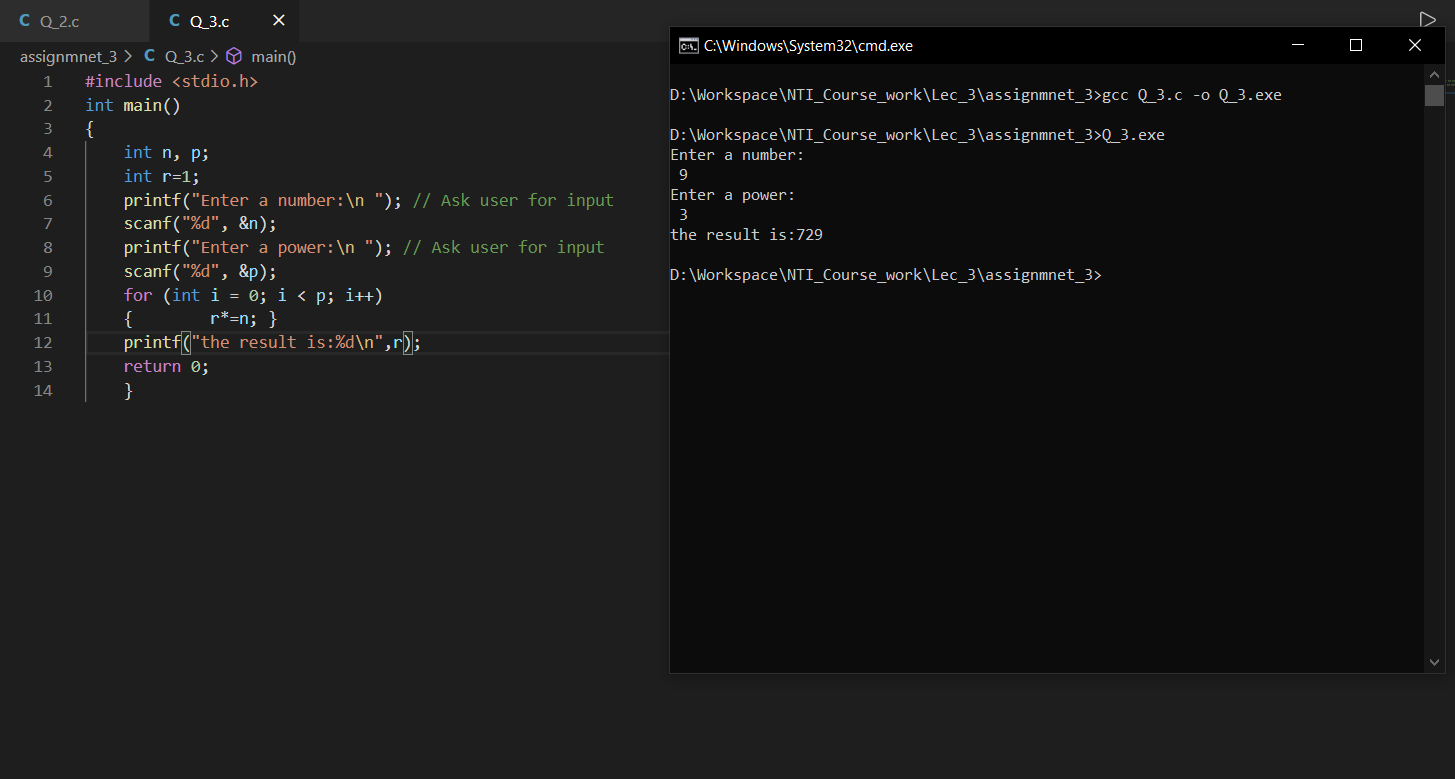 C Q_2.c
C Q_3.c
assignmnet_3 > C Q_3.c > main()
1 #include <stdio.h>
2 int main()
3 {
4     int n, p;
5     int r=1;
6     printf("Enter a number:\n "); // Ask user for input
7     scanf("%d", &n);
8     printf("Enter a power:\n "); // Ask user for input
9     scanf("%d", &p);
10     for (int i = 0; i < p; i++)
11     {        r*=n; }
12     printf("the result is:%d\n",r);
13     return 0;
14     }
C:\Windows\System32\cmd.exe
D:\Workspace\NTI_Course_work\Lec_3\assignmnet_3>gcc Q_3.c -o Q_3.exe
D:\Workspace\NTI_Course_work\Lec_3\assignmnet_3>Q_3.exe
Enter a number:
 9
Enter a power:
 3
the result is:729
D:\Workspace\NTI_Course_work\Lec_3\assignmnet_3>